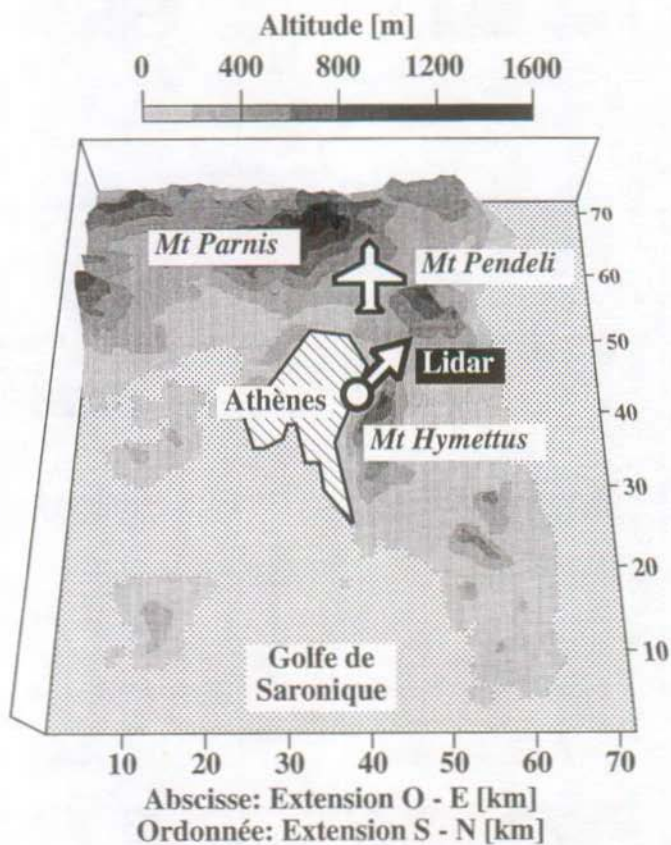 Altitude [m]
0 400 800 1200 1600
Mt Parnis
Mt Pendeli
Lidar
Athènes
Mt Hymettus
Golfe de
Saronique
70
60
50
40
30
20
10
10 20 30 40 50 60 70
Abscisse: Extension O - E [km]
Ordonnée: Extension S - N [km]